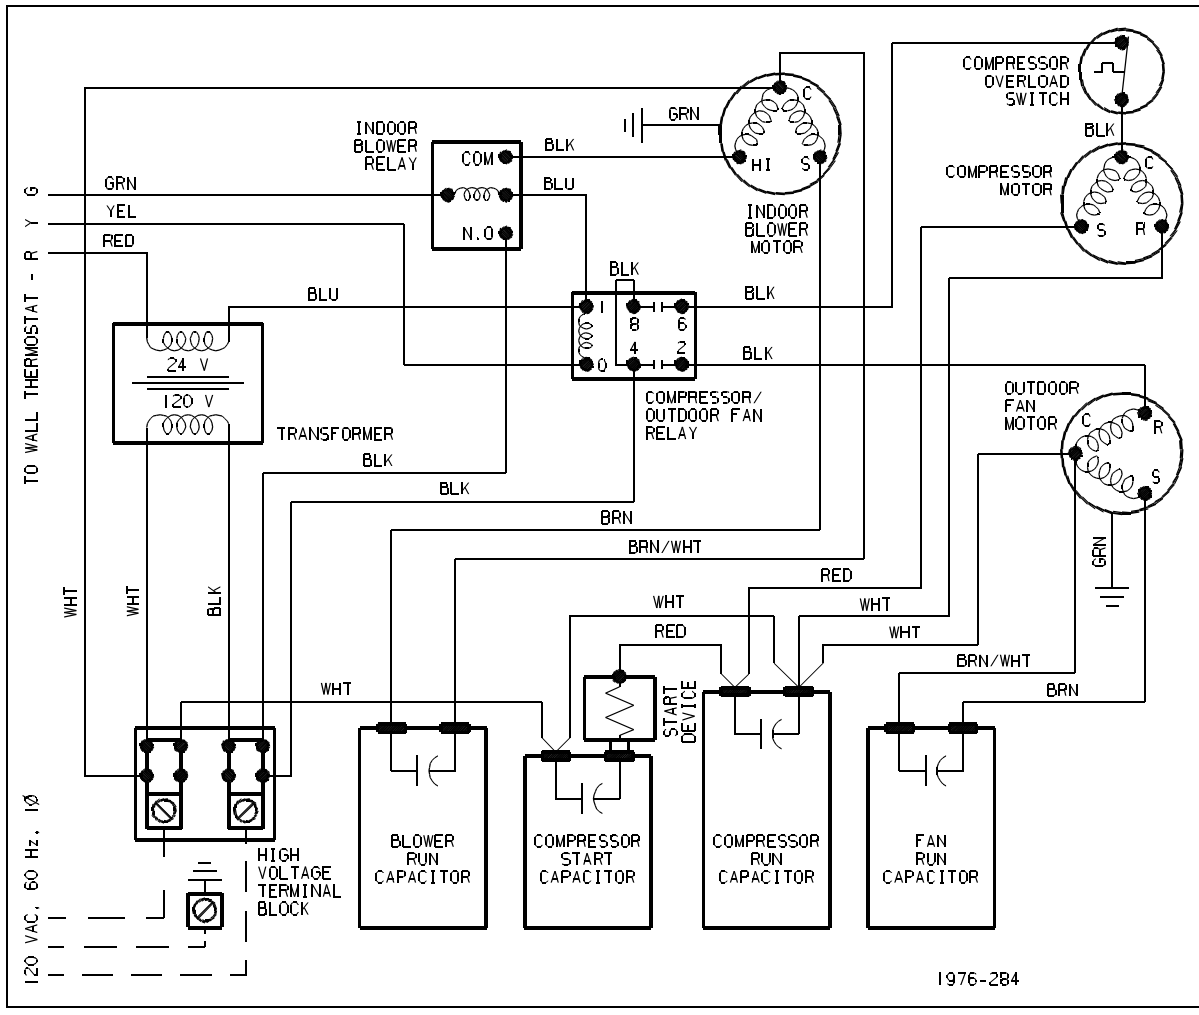 COMPRESSOR
OVERLOAD
SWITCH
BLK
COMPRESSOR
MOTOR
C
S
R
C
HI
S
GRN
INDOOR
BLOWER
MOTOR
INDOOR
BLOWER
RELAY
COM
N.O
BLK
BLU
TO WALL THERMOSTAT - R Y G
GRN
YEL
RED
BLU
24 V
120 V
TRANSFORMER
BLK
1
8
6
4
2
0
COMPRESSOR/
OUTDOOR FAN
RELAY
BLK
BLK
OUTDOOR
FAN
MOTOR
C
R
S
GRN
BLK
BLK
BRN
BRN/WHT
RED
WHT
WHT
RED
WHT
BRN/WHT
BRN
WHT
WHT
BLK
WHT
START
DEVICE
BLOWER
RUN
CAPACITOR
COMPRESSOR
START
CAPACITOR
COMPRESSOR
RUN
CAPACITOR
FAN
RUN
CAPACITOR
HIGH
VOLTAGE
TERMINAL
BLOCK
120 VAC, 60 Hz. 1Ø
1976-284